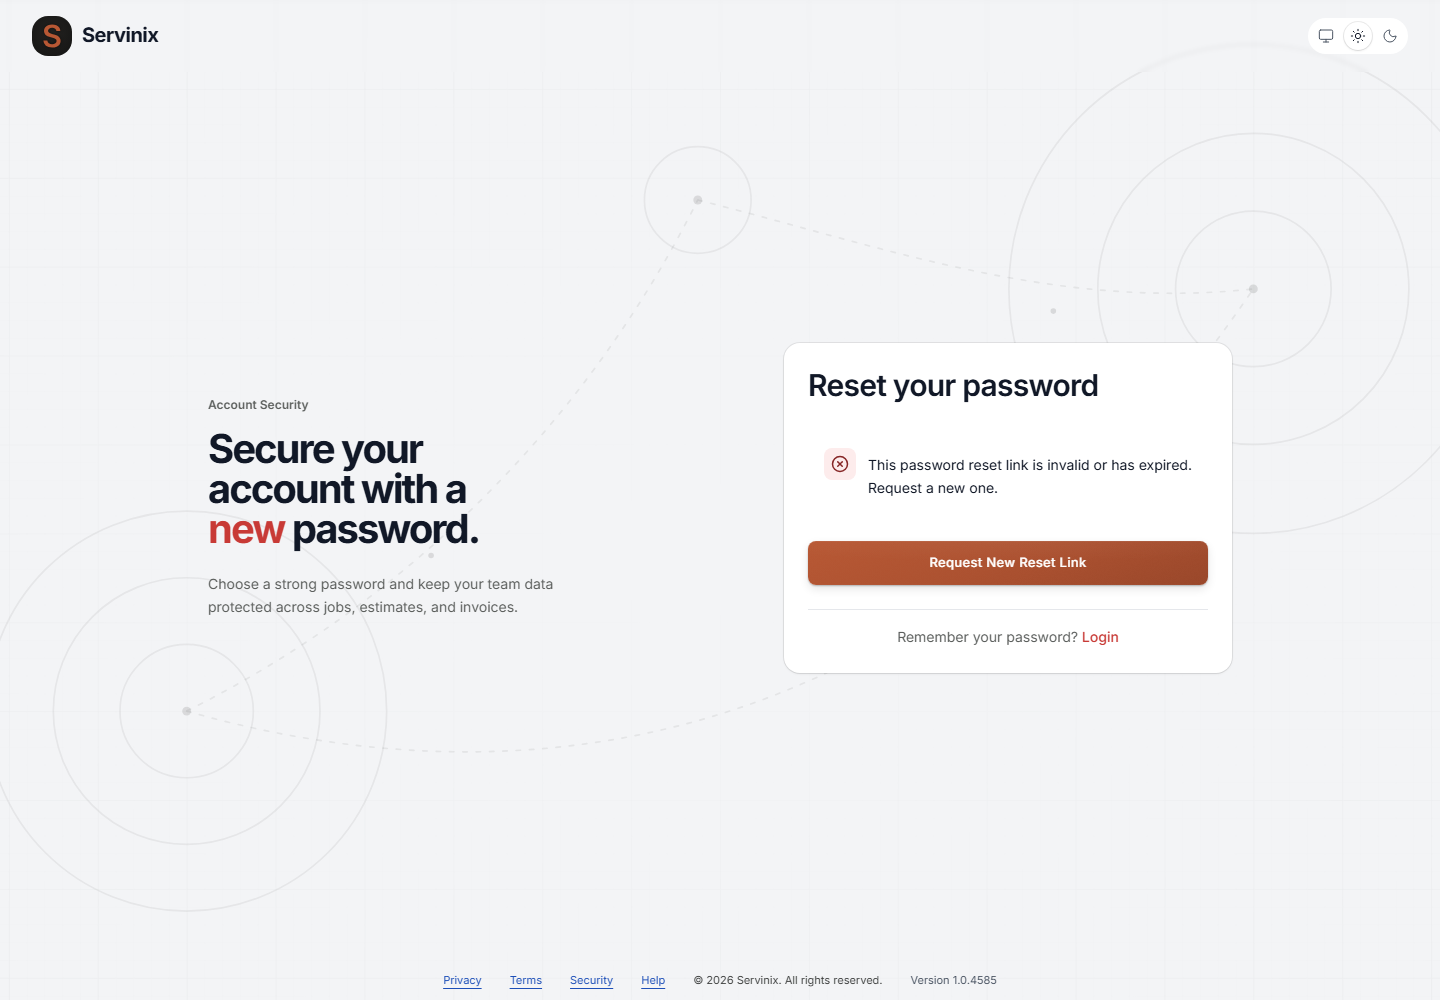 S Servinix
Account Security
Secure your
account with a
new password.
Choose a strong password and keep your team data
protected across jobs, estimates, and invoices.
Reset your password
This password reset link is invalid or has expired.
Request a new one.
Request New Reset Link
Remember your password? Login
Privacy Terms Security Help © 2026 Servinix. All rights reserved. Version 1.0.4585